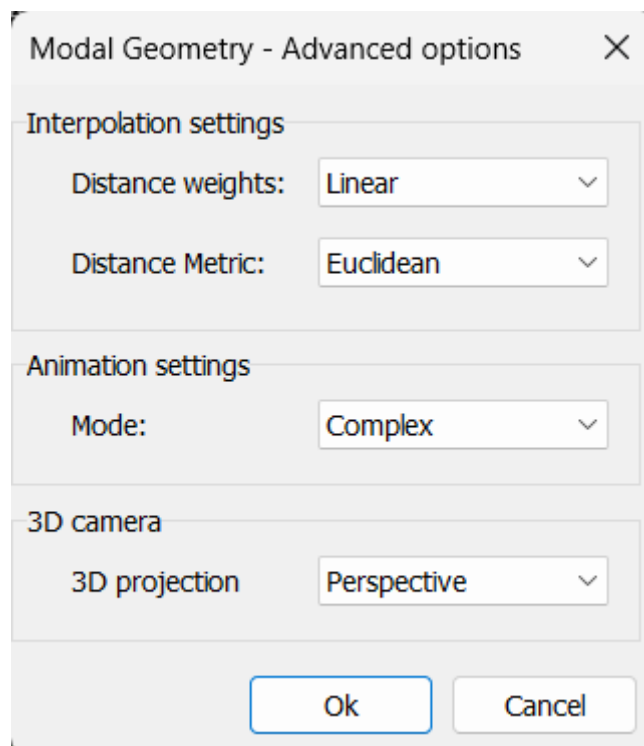 Modal Geometry - Advanced options
Interpolation settings
Distance weights: Linear
Distance Metric: Euclidean
Animation settings
Mode: Complex
3D camera
3D projection Perspective
Ok Cancel